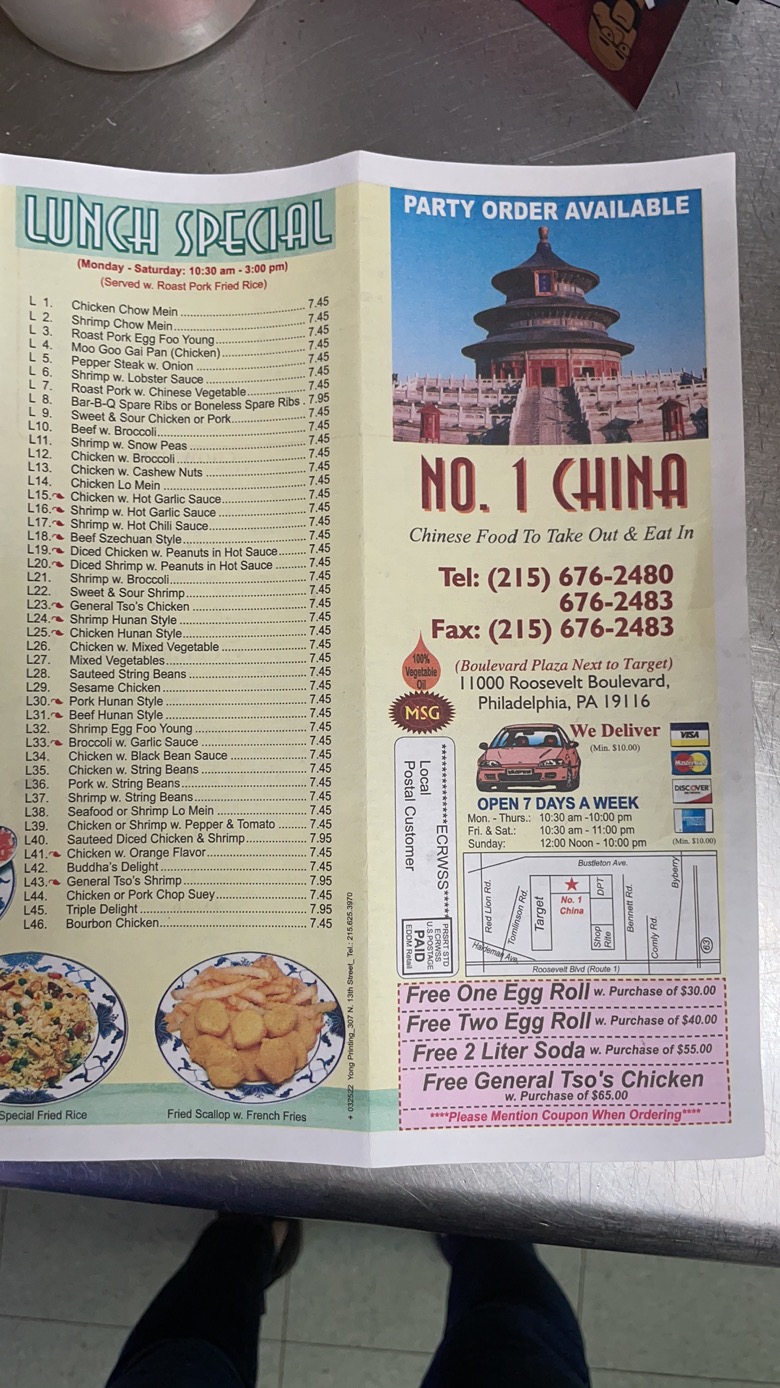 LUNCH SPECIAL
(Monday - Saturday: 10:30 am - 3:00 pm)
(Served w. Roast Pork Fried Rice)
L 1. Chicken Chow Mein 7.45
L 2. Shrimp Chow Mein 7.45
L 3. Roast Pork Egg Foo Young 7.45
L 4. Moo Goo Gai Pan (Chicken) 7.45
L 5. Pepper Steak w. Onion 7.45
L 6. Shrimp w. Lobster Sauce 7.45
L 7. Roast Pork w. Chinese Vegetable 7.45
L 8. Bar-B-Q Spare Ribs or Boneless Spare Ribs 7.95
L 9. Sweet & Sour Chicken or Pork 7.45
L10. Beef w. Broccoli 7.45
L11. Shrimp w. Snow Peas 7.45
L12. Chicken w. Broccoli 7.45
L13. Chicken w. Cashew Nuts 7.45
L14. Chicken Lo Mein 7.45
L15. Chicken w. Hot Garlic Sauce 7.45
L16. Shrimp w. Hot Garlic Sauce 7.45
L17. Shrimp w. Hot Chili Sauce 7.45
L18. Beef Szechuan Style 7.45
L19. Diced Chicken w. Peanuts in Hot Sauce 7.45
L20. Diced Shrimp w. Peanuts in Hot Sauce 7.45
L21. Shrimp w. Broccoli 7.45
L22. Sweet & Sour Shrimp 7.45
L23. General Tso's Chicken 7.45
L24. Shrimp Hunan Style 7.45
L25. Chicken Hunan Style 7.45
L26. Chicken w. Mixed Vegetable 7.45
L27. Mixed Vegetables 7.45
L28. Sauteed String Beans 7.45
L29. Sesame Chicken 7.45
L30. Pork Hunan Style 7.45
L31. Beef Hunan Style 7.45
L32. Shrimp Egg Foo Young 7.45
L33. Broccoli w. Garlic Sauce 7.45
L34. Chicken w. Black Bean Sauce 7.45
L35. Chicken w. String Beans 7.45
L36. Pork w. String Beans 7.45
L37. Shrimp w. String Beans 7.45
L38. Seafood or Shrimp Lo Mein 7.45
L39. Chicken or Shrimp w. Pepper & Tomato 7.45
L40. Sauteed Diced Chicken & Shrimp 7.95
L41. Chicken w. Orange Flavor 7.45
L42. Buddha's Delight 7.45
L43. General Tso's Shrimp 7.95
L44. Chicken or Pork Chop Suey 7.45
L45. Triple Delight 7.95
L46. Bourbon Chicken 7.45
Special Fried Rice
Fried Scallop w. French Fries
+ 032522 Yong Printing_307 N. 13th Street_ Tel.: 215.625.3970
PARTY ORDER AVAILABLE
NO. 1 CHINA
Chinese Food To Take Out & Eat In
Tel: (215) 676-2480
676-2483
Fax: (215) 676-2483
100%
Vegetable
Oil
MSG
(Boulevard Plaza Next to Target)
11000 Roosevelt Boulevard,
Philadelphia, PA 19116
We Deliver
(Min. $10.00)
VISA
MasterCard
DISCOVER
(Min. $10.00)
OPEN 7 DAYS A WEEK
Mon. - Thurs.: 10:30 am -10:00 pm
Fri. & Sat.: 10:30 am - 11:00 pm
Sunday: 12:00 Noon - 10:00 pm
**************ECRWSS****
Local
Postal Customer
PRSRT STD
ECRWSS
U.S.POSTAGE
PAID
EDDM Retail
Bustleton Ave.
Red Lion Rd.
Tomlinson Rd.
Target
No. 1
China
DPT
Shop
Rite
Bennett Rd.
Comly Rd.
Byberry
63
Haldeman Ave.
Roosevelt Blvd (Route 1)
Free One Egg Roll w. Purchase of $30.00
Free Two Egg Roll w. Purchase of $40.00
Free 2 Liter Soda w. Purchase of $55.00
Free General Tso's Chicken
w. Purchase of $65.00
****Please Mention Coupon When Ordering****